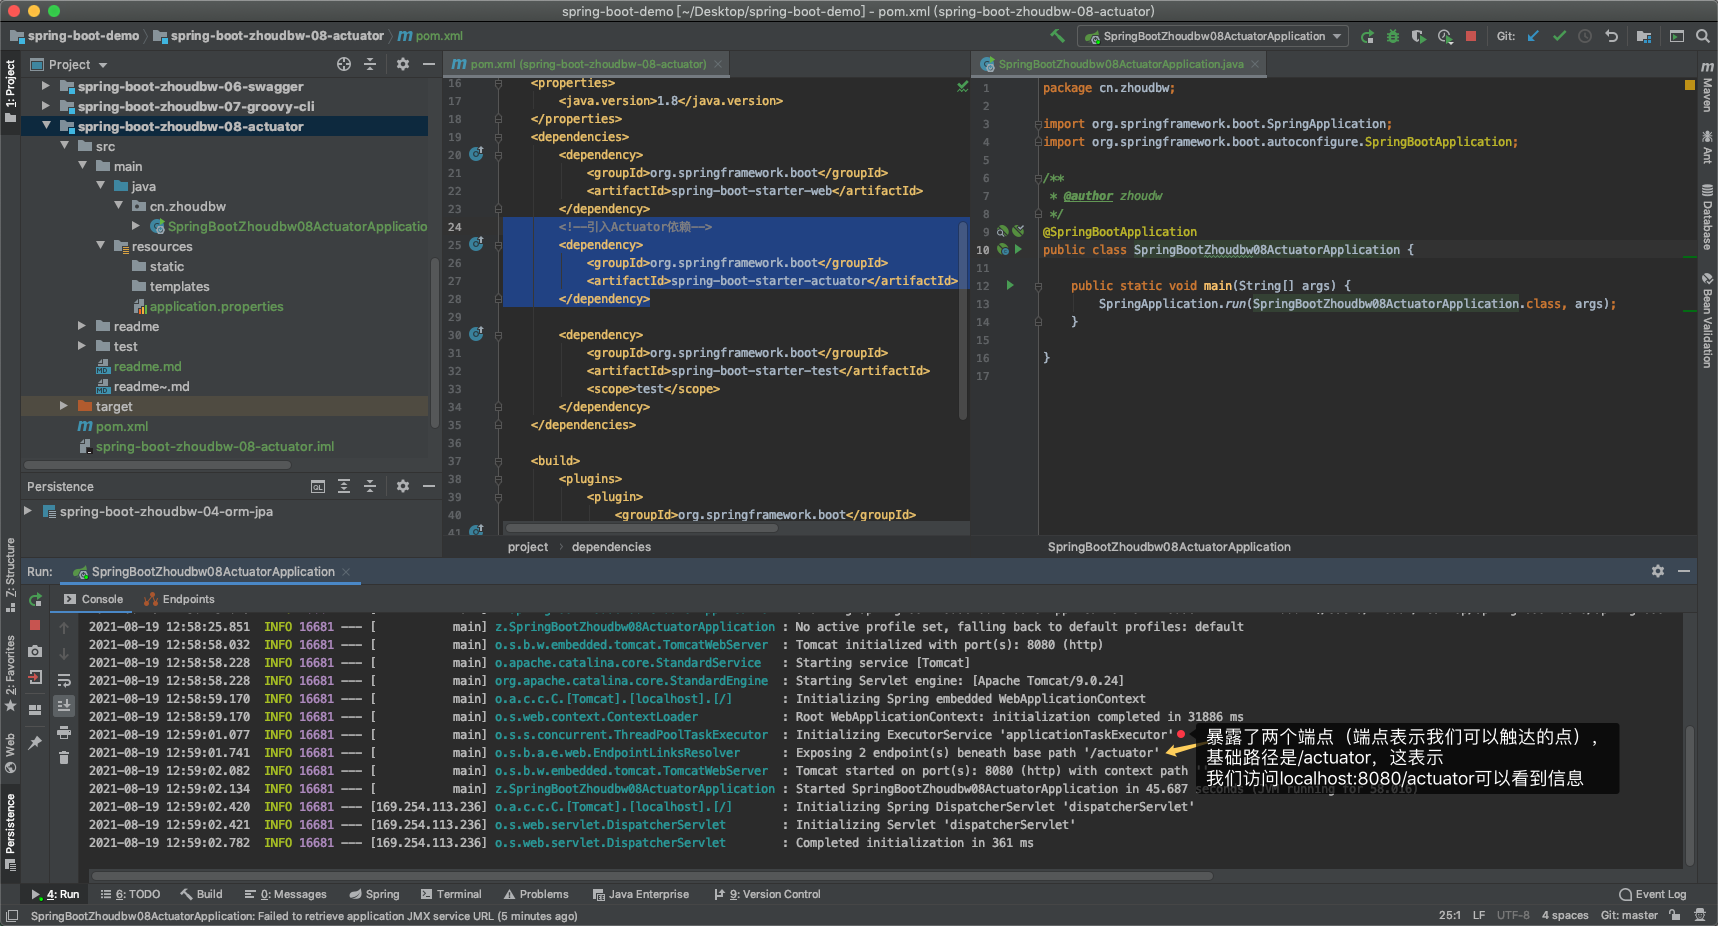 spring-boot-demo [~/Desktop/spring-boot-demo] - pom.xml (spring-boot-zhoudbw-08-actuator)
spring-boot-demo spring-boot-zhoudbw-08-actuator pom.xml
SpringBootZhoudbw08ActuatorApplication Git:
1: Project
Project
spring-boot-zhoudbw-06-swagger
spring-boot-zhoudbw-07-groovy-cli
spring-boot-zhoudbw-08-actuator
src
main
java
cn.zhoudbw
SpringBootZhoudbw08ActuatorApplicatio
resources
static
templates
application.properties
readme
test
readme.md
readme~.md
target
pom.xml
spring-boot-zhoudbw-08-actuator.iml
Persistence
spring-boot-zhoudbw-04-orm-jpa
pom.xml (spring-boot-zhoudbw-08-actuator)
16 <properties>
17 <java.version>1.8</java.version>
18 </properties>
19 <dependencies>
20 <dependency>
21 <groupId>org.springframework.boot</groupId>
22 <artifactId>spring-boot-starter-web</artifactId>
23 </dependency>
24 <!--引入Actuator依赖-->
25 <dependency>
26 <groupId>org.springframework.boot</groupId>
27 <artifactId>spring-boot-starter-actuator</artifactId>
28 </dependency>
29
30 <dependency>
31 <groupId>org.springframework.boot</groupId>
32 <artifactId>spring-boot-starter-test</artifactId>
33 <scope>test</scope>
34 </dependency>
35 </dependencies>
36
37 <build>
38 <plugins>
39 <plugin>
40 <groupId>org.springframework.boot</groupId>
41
project dependencies
SpringBootZhoudbw08ActuatorApplication.java
1 package cn.zhoudbw;
2
3 import org.springframework.boot.SpringApplication;
4 import org.springframework.boot.autoconfigure.SpringBootApplication;
5
6 /**
7 * @author zhoudw
8 */
9 @SpringBootApplication
10 public class SpringBootZhoudbw08ActuatorApplication {
11
12 public static void main(String[] args) {
13 SpringApplication.run(SpringBootZhoudbw08ActuatorApplication.class, args);
14 }
15
16 }
17
SpringBootZhoudbw08ActuatorApplication
Maven
Ant
Database
Bean Validation
Z: Structure
2: Favorites
Web
Persistence
Run: SpringBootZhoudbw08ActuatorApplication
Console Endpoints
2021-08-19 12:58:25.851 INFO 16681 --- [ main] z.SpringBootZhoudbw08ActuatorApplication : No active profile set, falling back to default profiles: default
2021-08-19 12:58:58.032 INFO 16681 --- [ main] o.s.b.w.embedded.tomcat.TomcatWebServer : Tomcat initialized with port(s): 8080 (http)
2021-08-19 12:58:58.228 INFO 16681 --- [ main] o.apache.catalina.core.StandardService : Starting service [Tomcat]
2021-08-19 12:58:58.228 INFO 16681 --- [ main] org.apache.catalina.core.StandardEngine : Starting Servlet engine: [Apache Tomcat/9.0.24]
2021-08-19 12:58:59.170 INFO 16681 --- [ main] o.a.c.c.C.[Tomcat].[localhost].[/] : Initializing Spring embedded WebApplicationContext
2021-08-19 12:58:59.170 INFO 16681 --- [ main] o.s.web.context.ContextLoader : Root WebApplicationContext: initialization completed in 31886 ms
2021-08-19 12:59:01.077 INFO 16681 --- [ main] o.s.s.concurrent.ThreadPoolTaskExecutor : Initializing ExecutorService 'applicationTaskExecutor'
2021-08-19 12:59:01.741 INFO 16681 --- [ main] o.s.b.a.e.web.EndpointLinksResolver : Exposing 2 endpoint(s) beneath base path '/actuator'
2021-08-19 12:59:02.082 INFO 16681 --- [ main] o.s.b.w.embedded.tomcat.TomcatWebServer : Tomcat started on port(s): 8080 (http) with context path
2021-08-19 12:59:02.134 INFO 16681 --- [ main] z.SpringBootZhoudbw08ActuatorApplication : Started SpringBootZhoudbw08ActuatorApplication in 45.687 seconds (JVM running for 58.016)
2021-08-19 12:59:02.420 INFO 16681 --- [169.254.113.236] o.a.c.c.C.[Tomcat].[localhost].[/] : Initializing Spring DispatcherServlet 'dispatcherServlet'
2021-08-19 12:59:02.421 INFO 16681 --- [169.254.113.236] o.s.web.servlet.DispatcherServlet : Initializing Servlet 'dispatcherServlet'
2021-08-19 12:59:02.782 INFO 16681 --- [169.254.113.236] o.s.web.servlet.DispatcherServlet : Completed initialization in 361 ms
暴露了两个端点（端点表示我们可以触达的点），
基础路径是/actuator，这表示
我们访问localhost:8080/actuator可以看到信息
4: Run 6: TODO Build 0: Messages Spring Terminal Problems Java Enterprise 9: Version Control Event Log
SpringBootZhoudbw08ActuatorApplication: Failed to retrieve application JMX service URL (5 minutes ago) 25:1 LF UTF-8 4 spaces Git: master